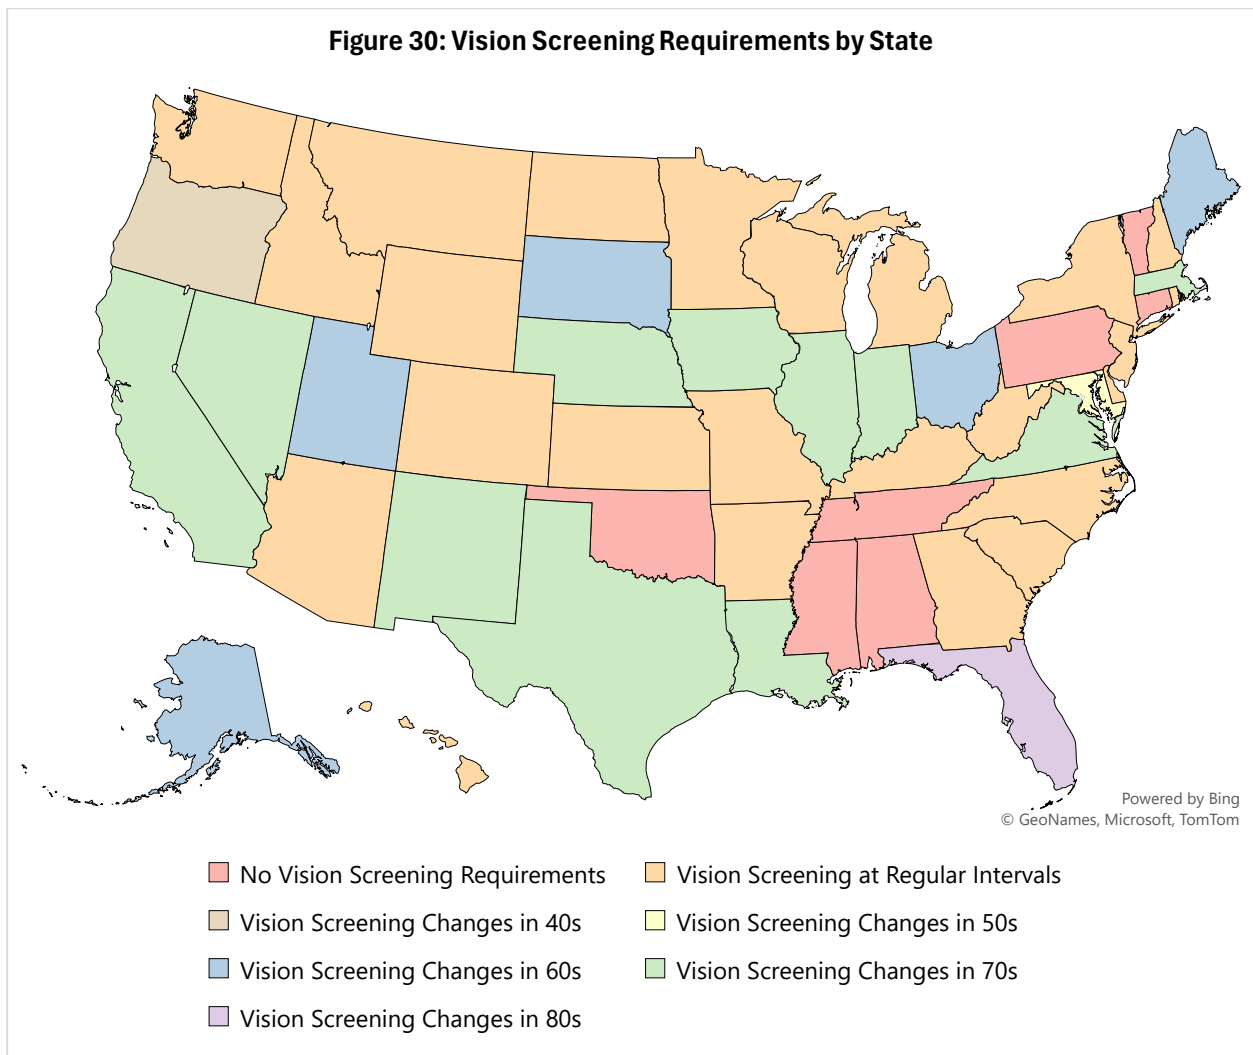 Figure 30: Vision Screening Requirements by State
Powered by Bing
© GeoNames, Microsoft, TomTom
No Vision Screening Requirements
Vision Screening at Regular Intervals
Vision Screening Changes in 40s
Vision Screening Changes in 50s
Vision Screening Changes in 60s
Vision Screening Changes in 70s
Vision Screening Changes in 80s